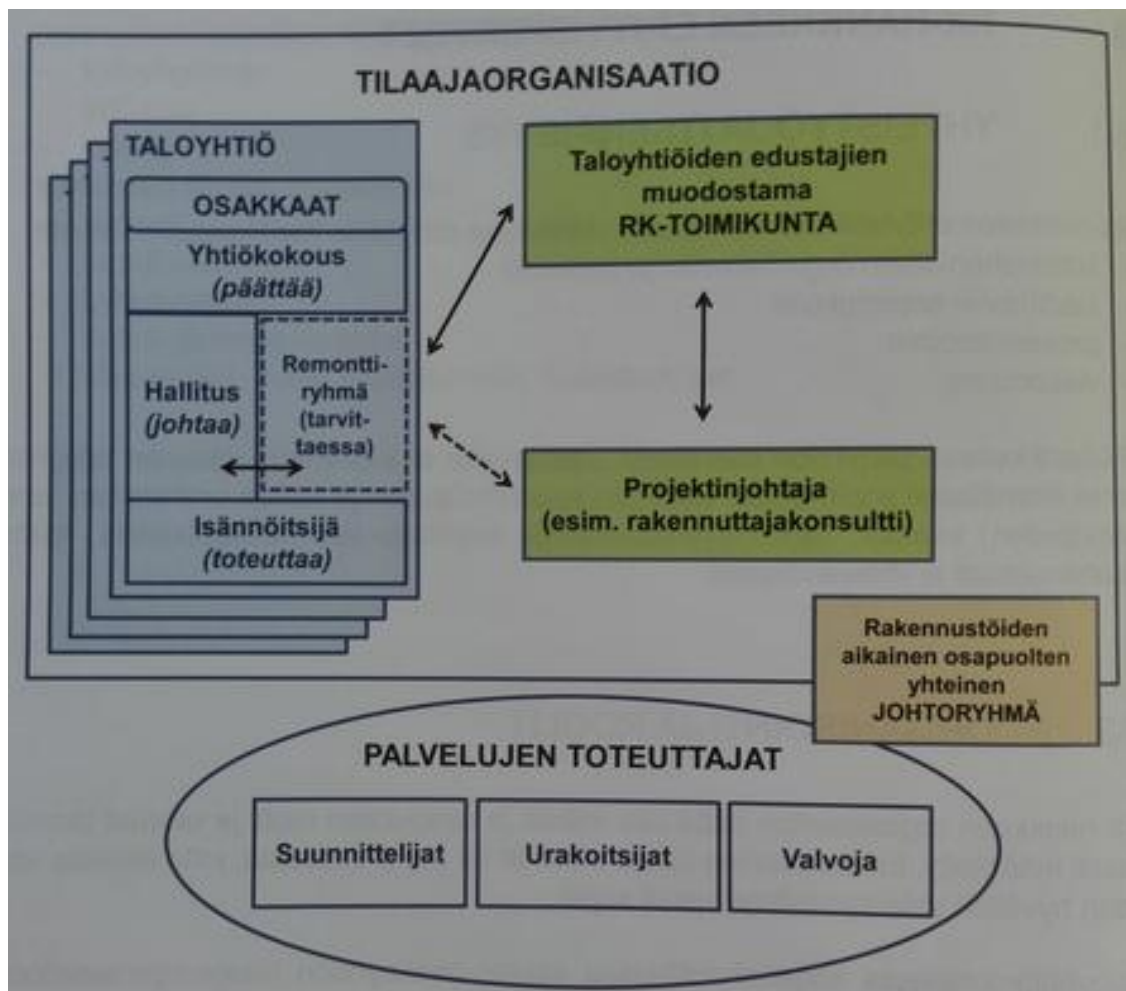 TILAAJAORGANISAATIO
TALOYHTIÖ
OSAKKAAT
Yhtiökokous
(päättää)
Hallitus
(johtaa)
Remontti-
ryhmä
(tarvit-
taessa)
Isännöitsijä
(toteuttaa)
Taloyhtiöiden edustajien
muodostama
RK-TOIMIKUNTA
Projektinjohtaja
(esim. rakennuttajakonsultti)
Rakennustöiden
aikainen osapuolten
yhteinen
JOHTORYHMÄ
PALVELUJEN TOTEUTTAJAT
Suunnittelijat
Urakoitsijat
Valvoja